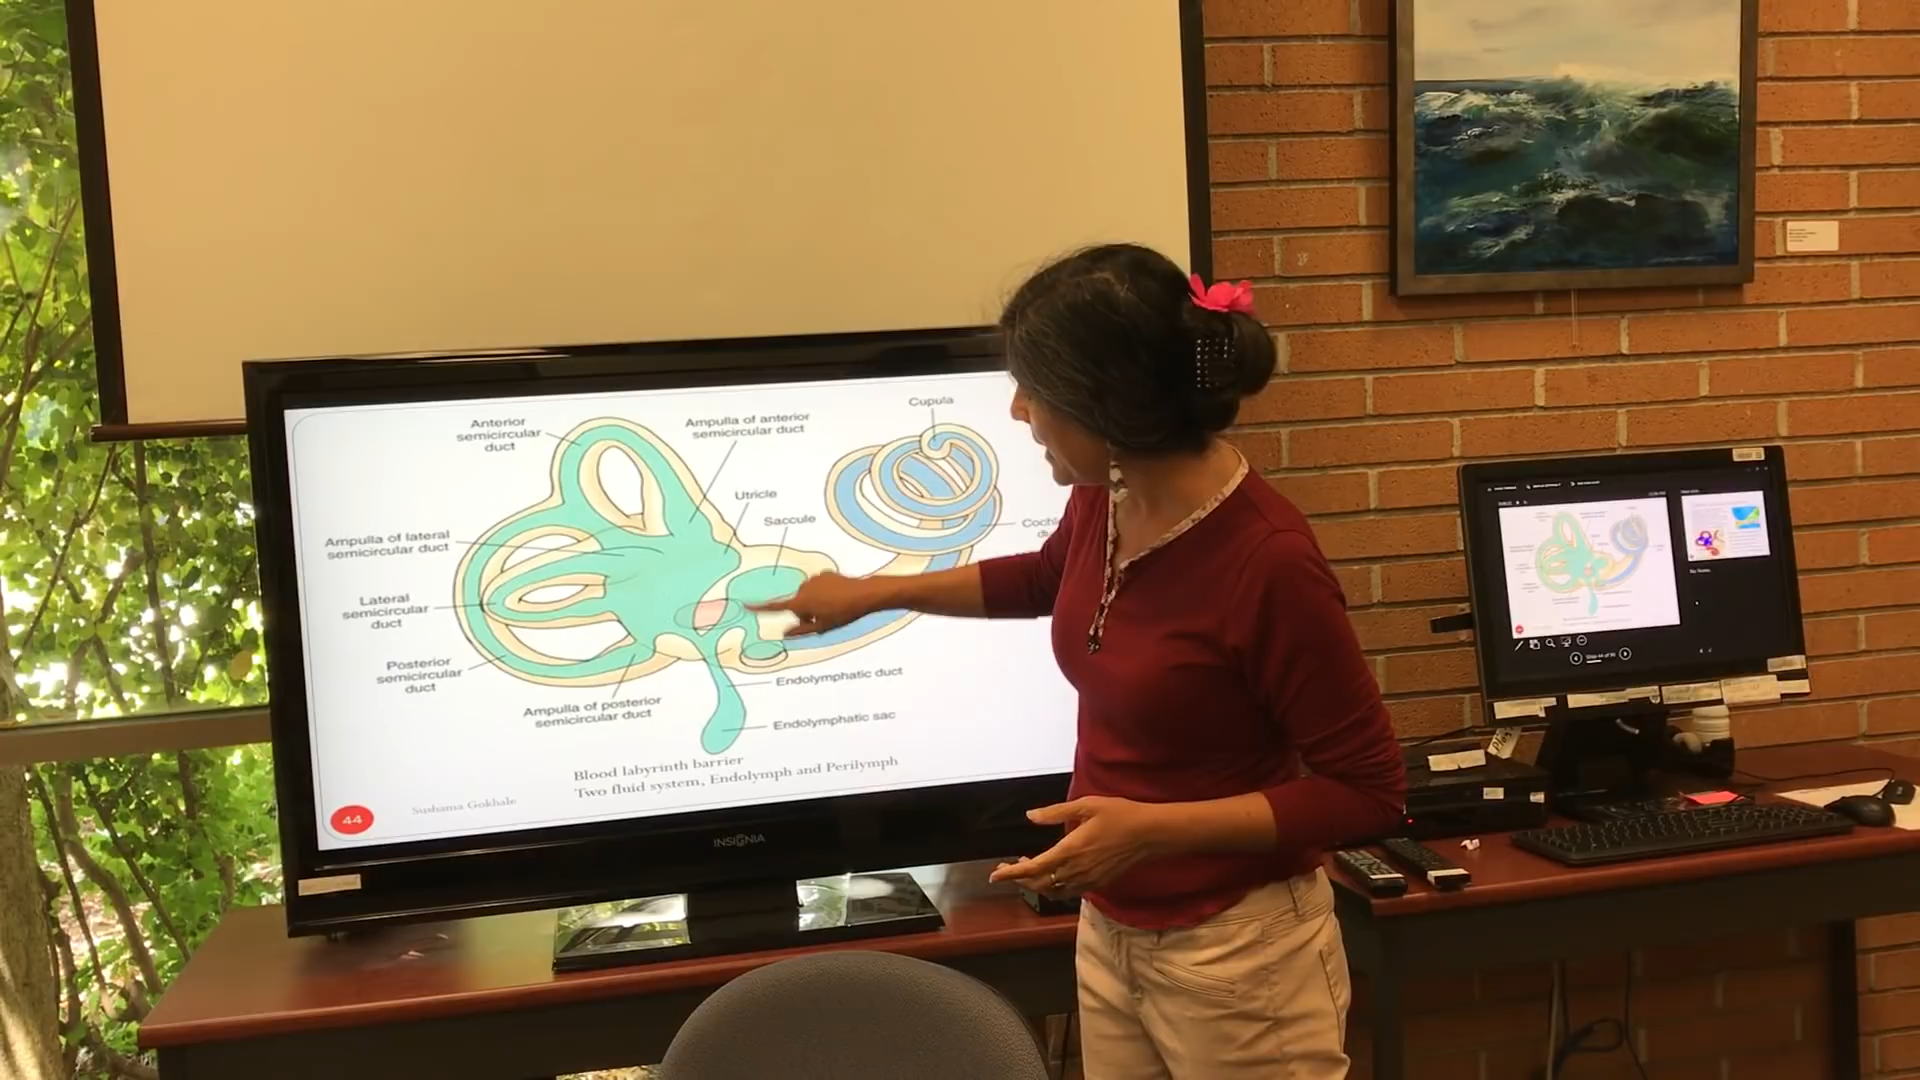 Anterior
semicircular
duct
Ampulla of anterior
semicircular duct
Cupula
Utricle
Saccule
Ampulla of lateral
semicircular duct
Lateral
semicircular
duct
Posterior
semicircular
duct
Ampulla of posterior
semicircular duct
Endolymphatic duct
Endolymphatic sac
Blood labyrinth barrier
Two fluid system, Endolymph and Perilymph
44
Sushama Gokhale
INSIGNIA